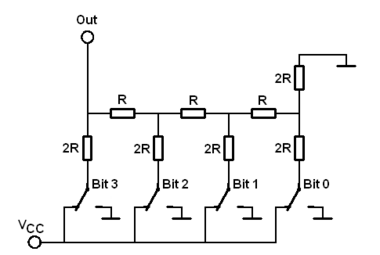 Out
2R
R R R
2R 2R 2R 2R
Bit 3 Bit 2 Bit 1 Bit 0
VCC